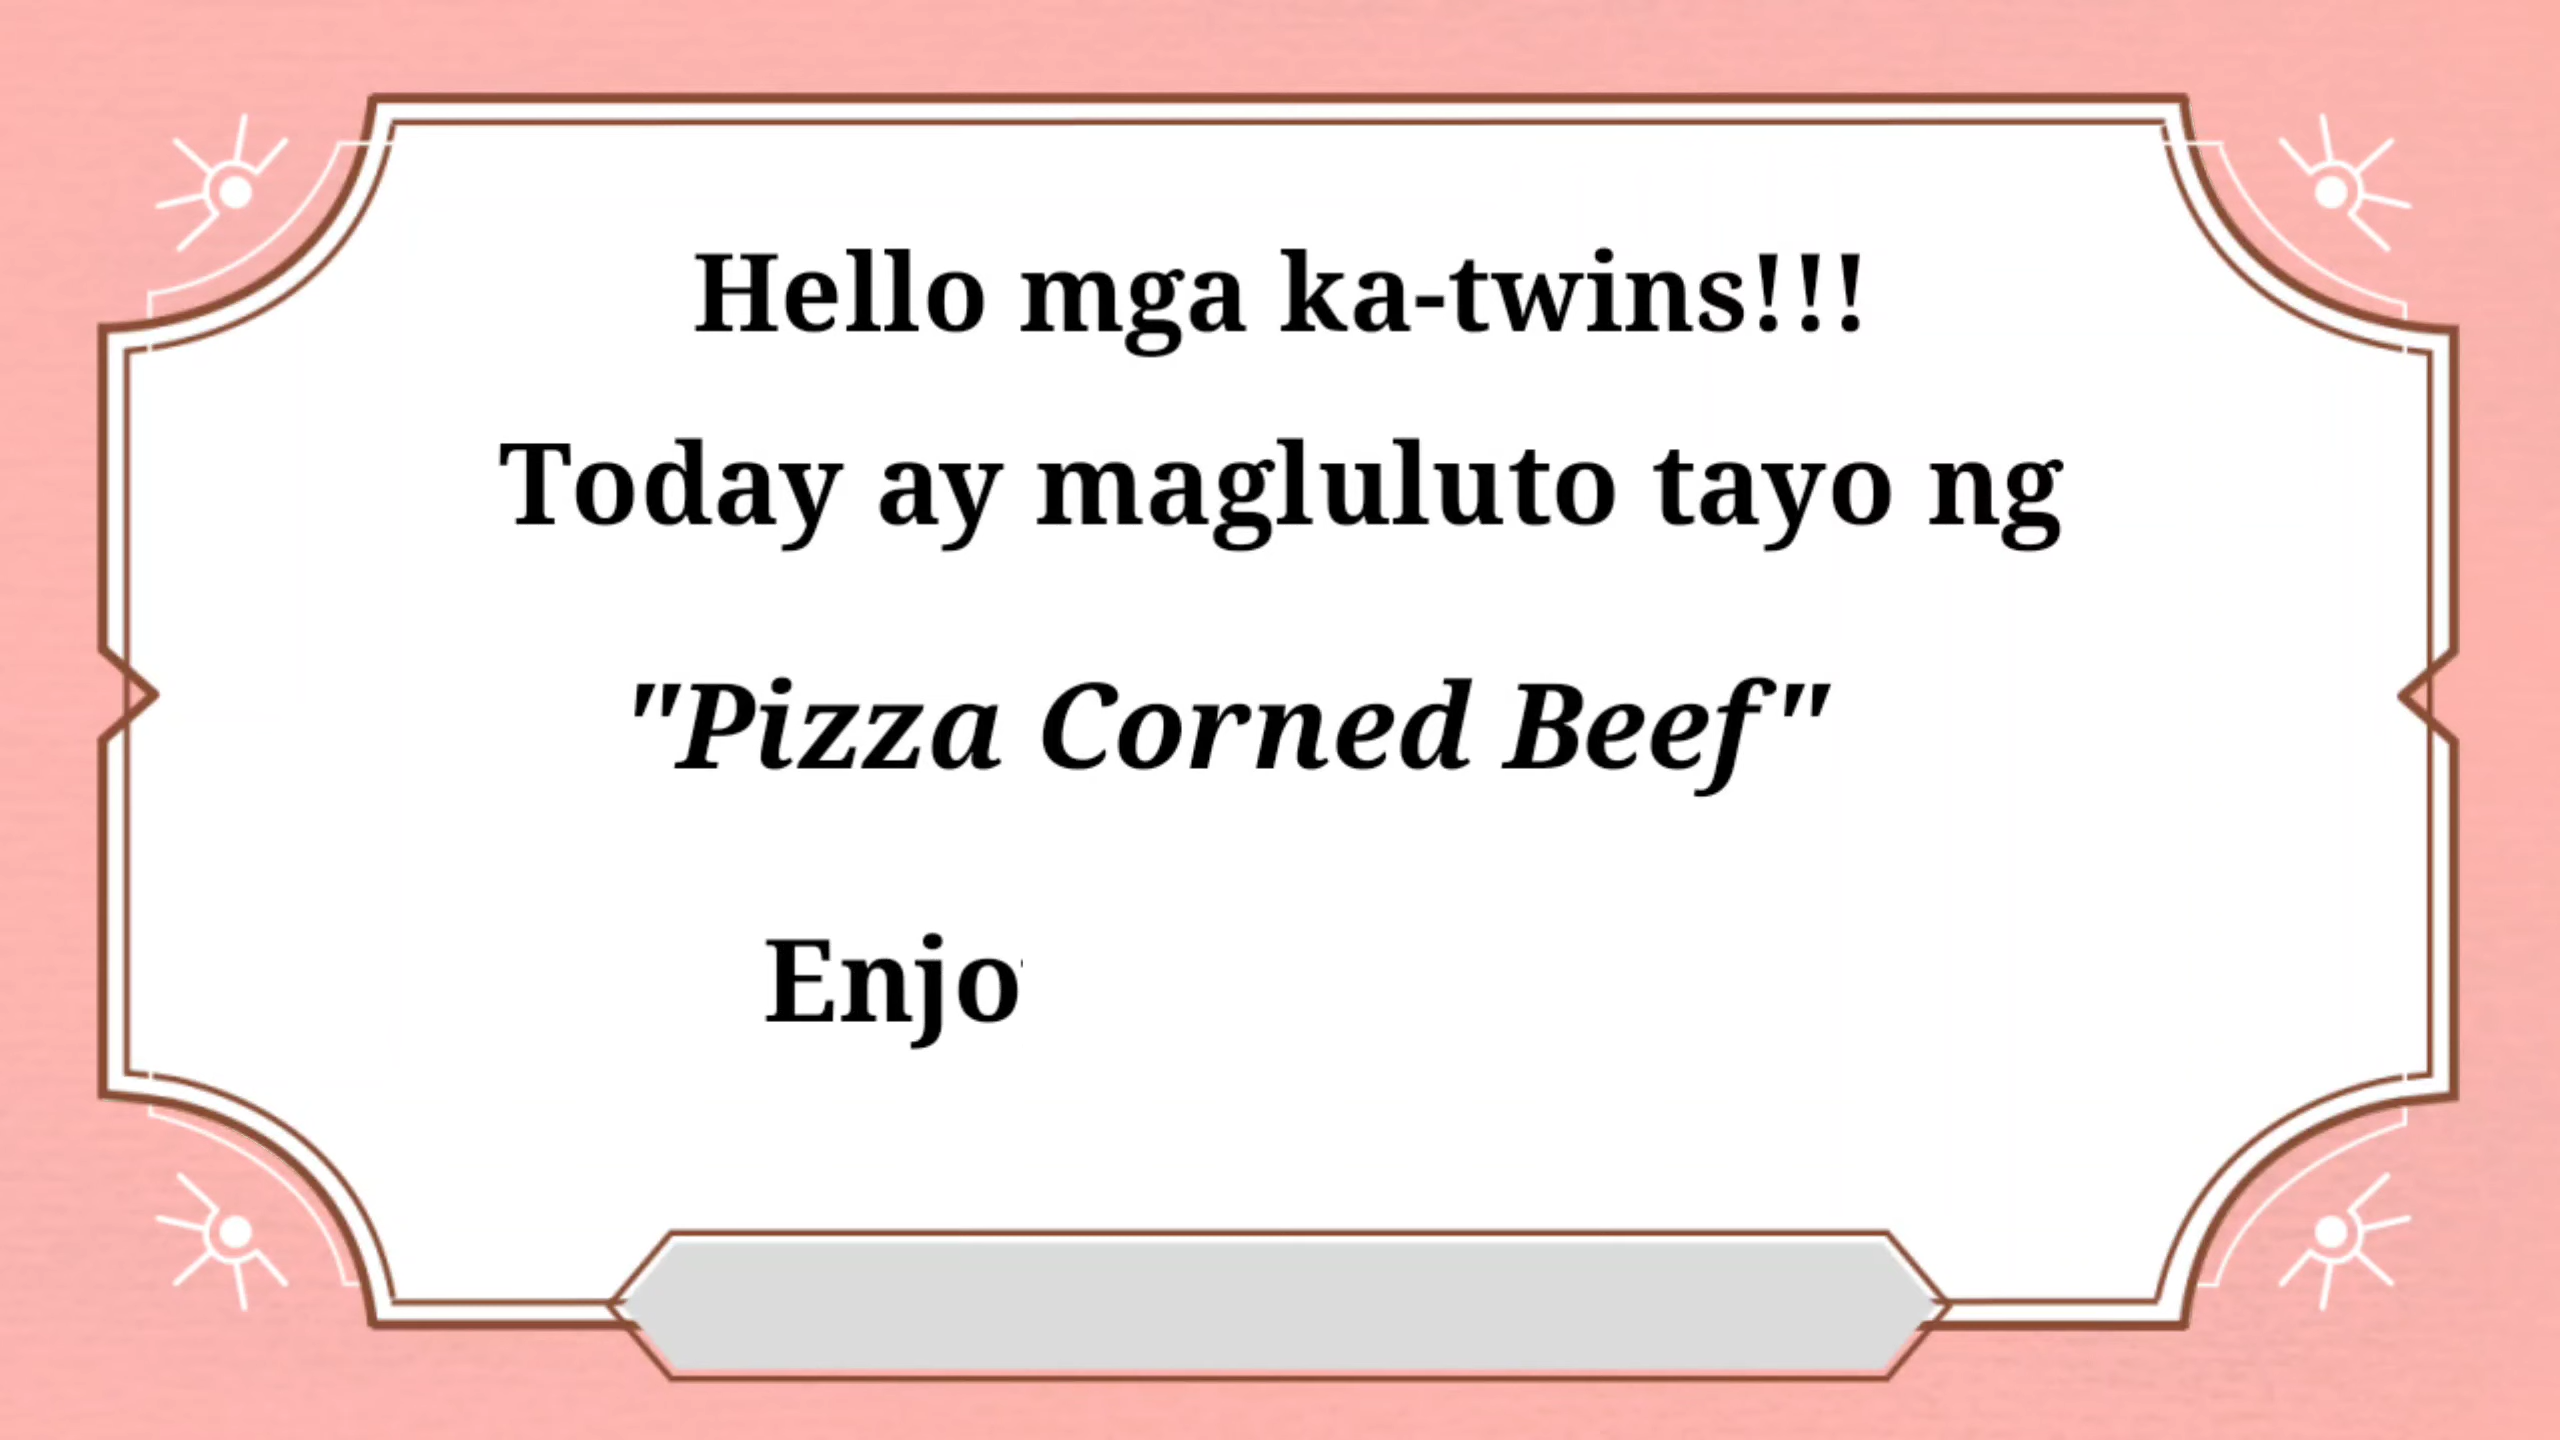 Hello mga ka-twins!!!
Today ay magluluto tayo ng
"Pizza Corned Beef"
Enjo